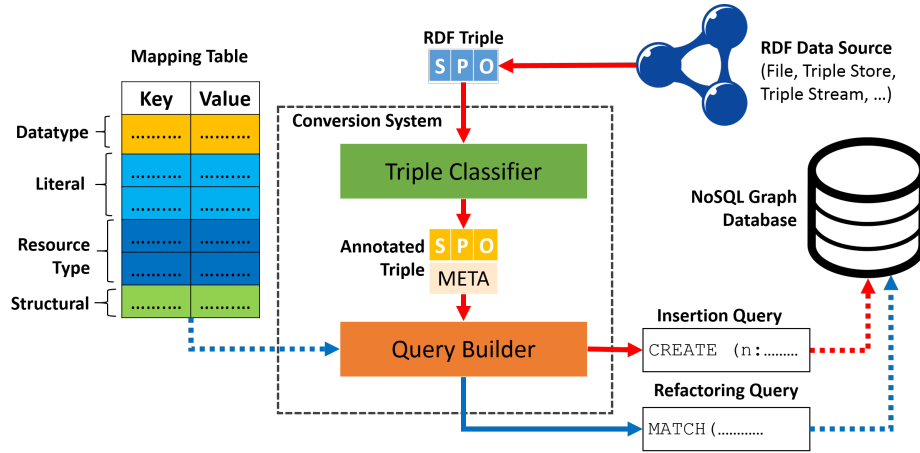 Mapping Table
Key Value
Datatype
.......... ..........
Literal
.......... ..........
.......... ..........
Resource
Type
.......... ..........
.......... ..........
Structural
.......... ..........
RDF Triple
S P O
RDF Data Source
(File, Triple Store,
Triple Stream, ...)
Conversion System
Triple Classifier
Annotated
Triple
S P O
META
Query Builder
NoSQL Graph
Database
Insertion Query
CREATE (n:.........
Refactoring Query
MATCH(............